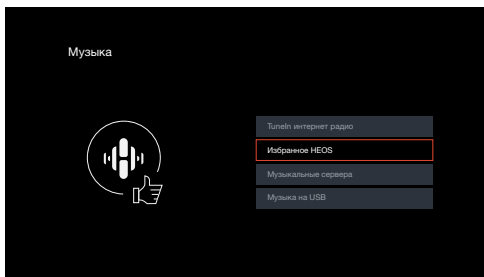 Музыка
TuneIn интернет радио
Избранное HEOS
Музыкальные сервера
Музыка на USB